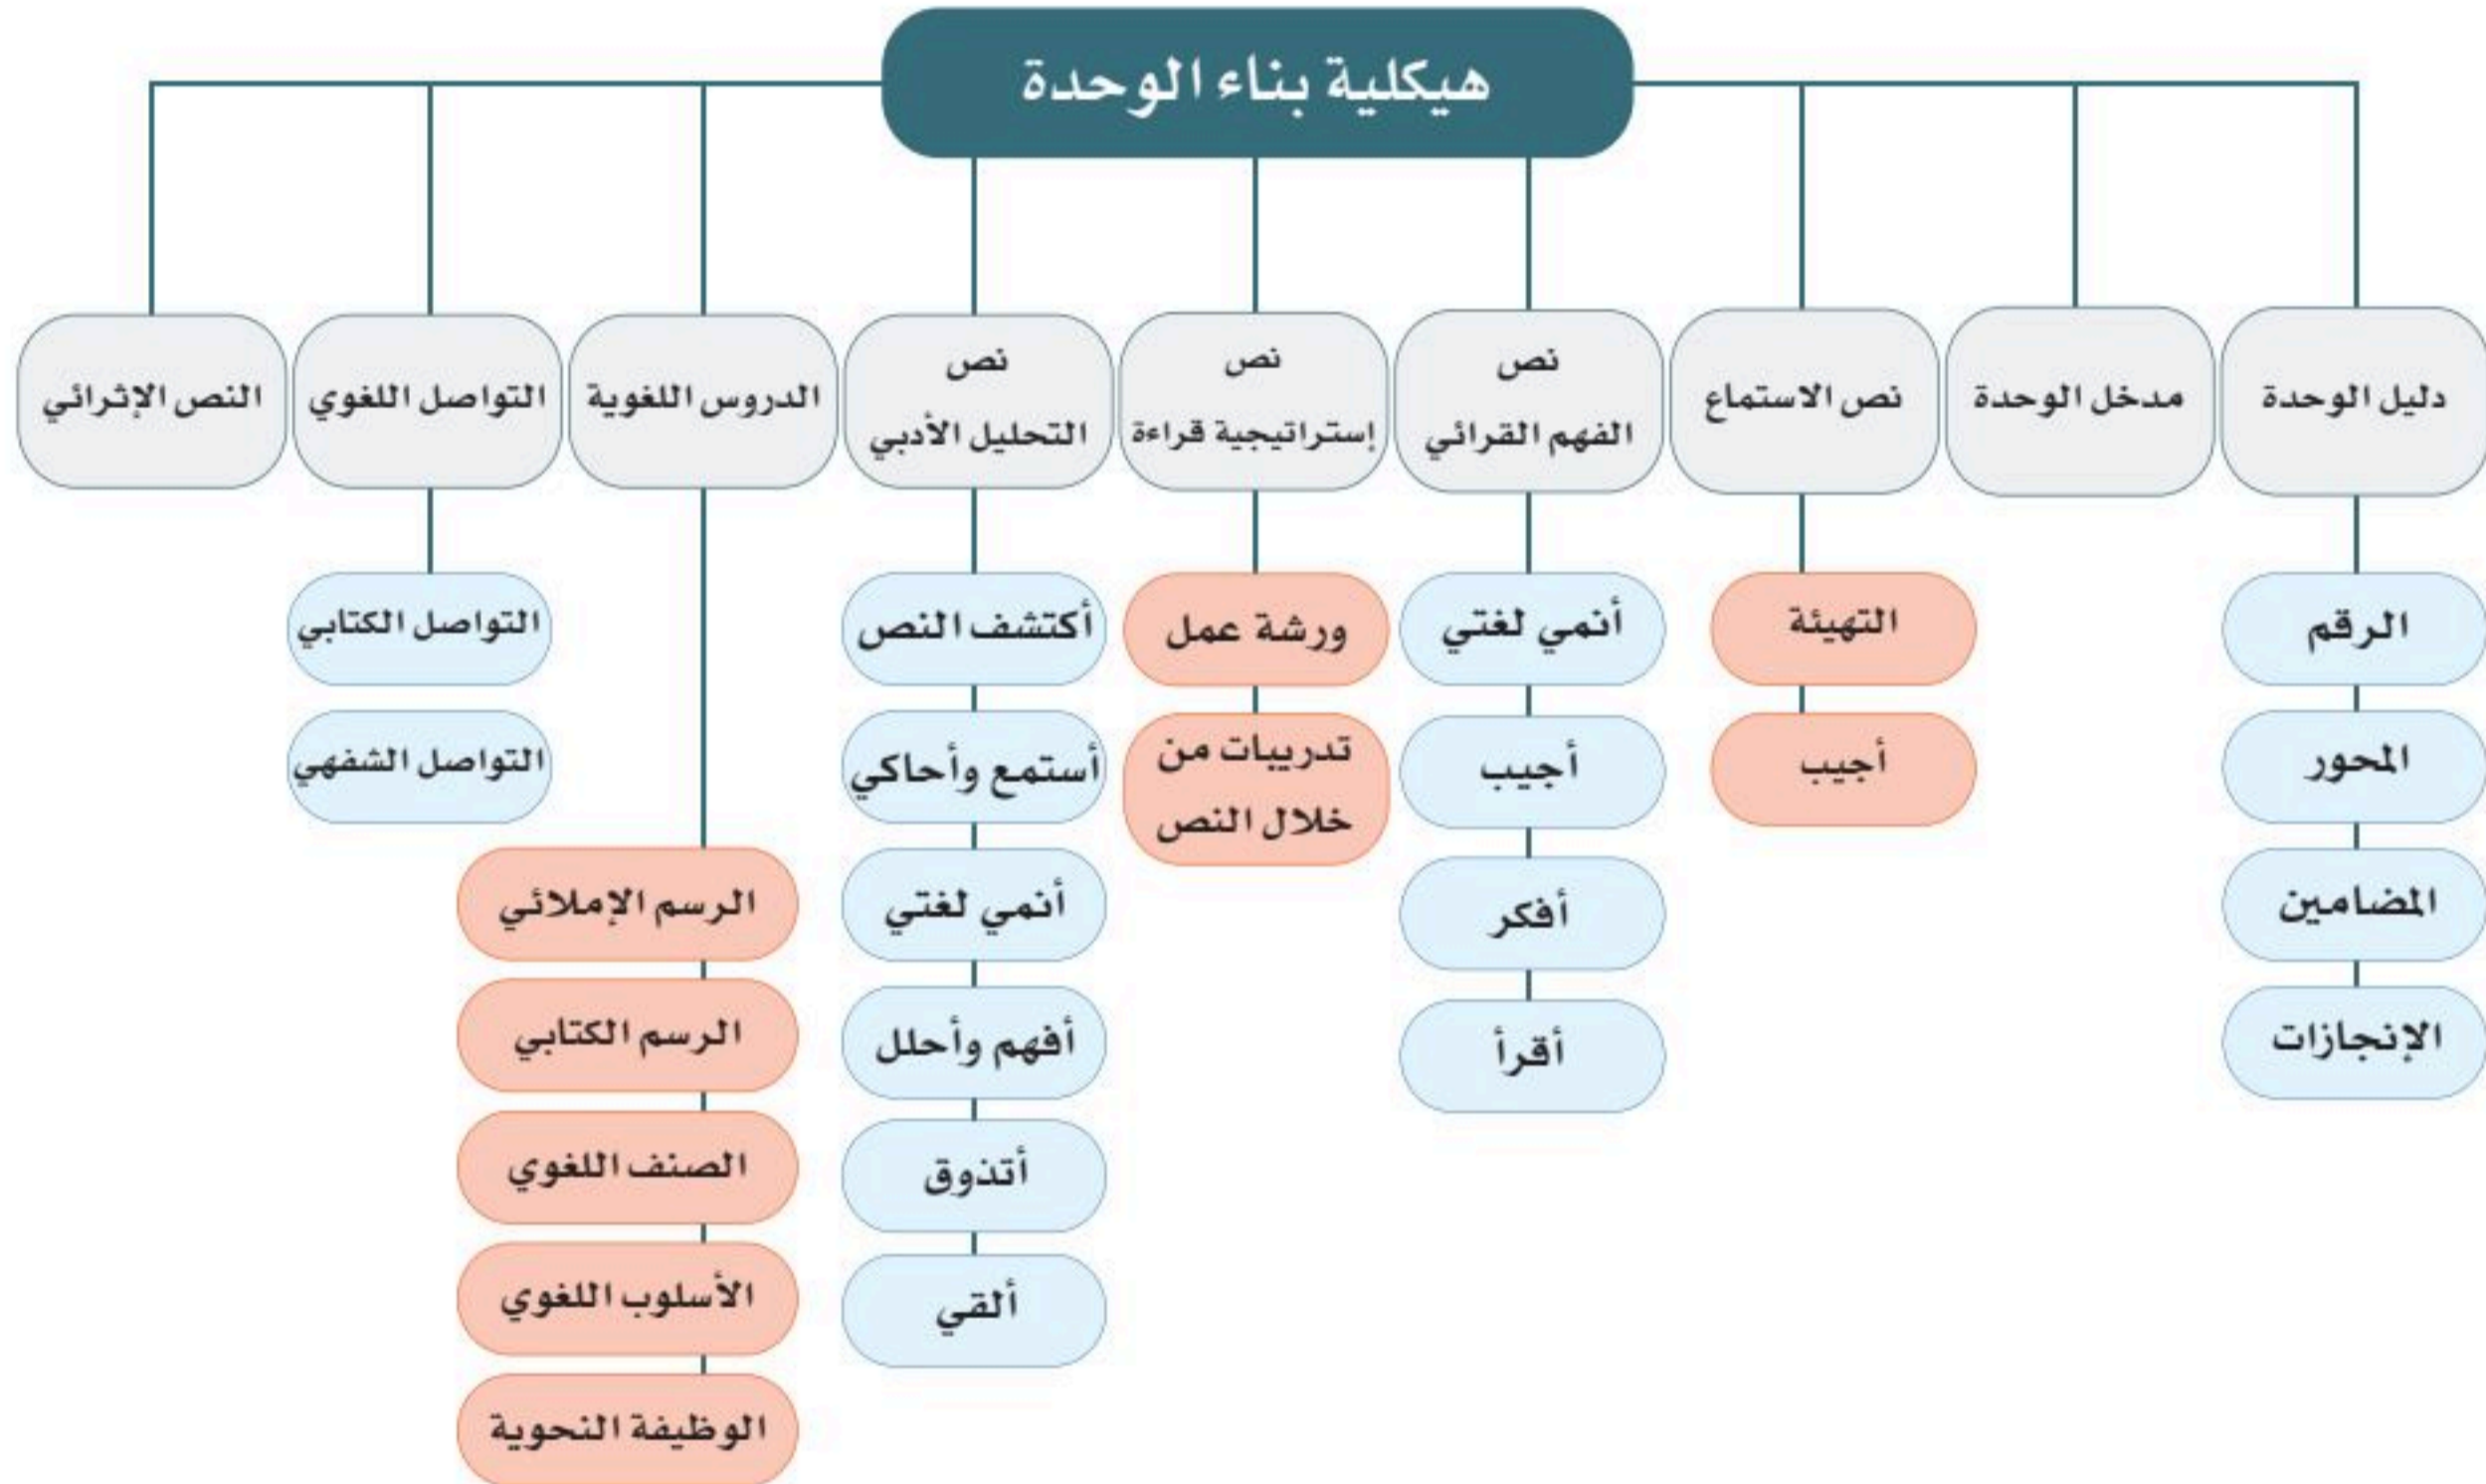 هيكلية بناء الوحدة
دليل الوحدة
الرقم
المحور
المضامين
الإنجازات
مدخل الوحدة
نص الاستماع
التهيئة
أجيب
نص
الفهم القرائي
أنمي لغتي
أجيب
أفكر
أقرأ
نص
إستراتيجية قراءة
ورشة عمل
تدريبات من
خلال النص
نص
التحليل الأدبي
أكتشف النص
أستمع وأحاكي
أنمي لغتي
أفهم وأحلل
أتذوق
ألقي
الدروس اللغوية
الرسم الإملائي
الرسم الكتابي
الصنف اللغوي
الأسلوب اللغوي
الوظيفة النحوية
التواصل اللغوي
التواصل الكتابي
التواصل الشفهي
النص الإثرائي